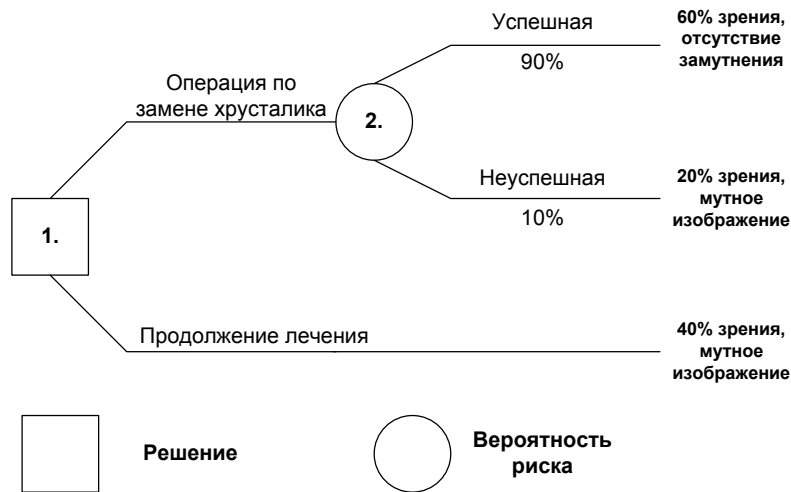 Успешная
90%
60% зрения,
отсутствие
замутнения
Операция по
замене хрусталика
2.
Неуспешная
10%
20% зрения,
мутное
изображение
1.
Продолжение лечения
40% зрения,
мутное
изображение
Решение
Вероятность
риска